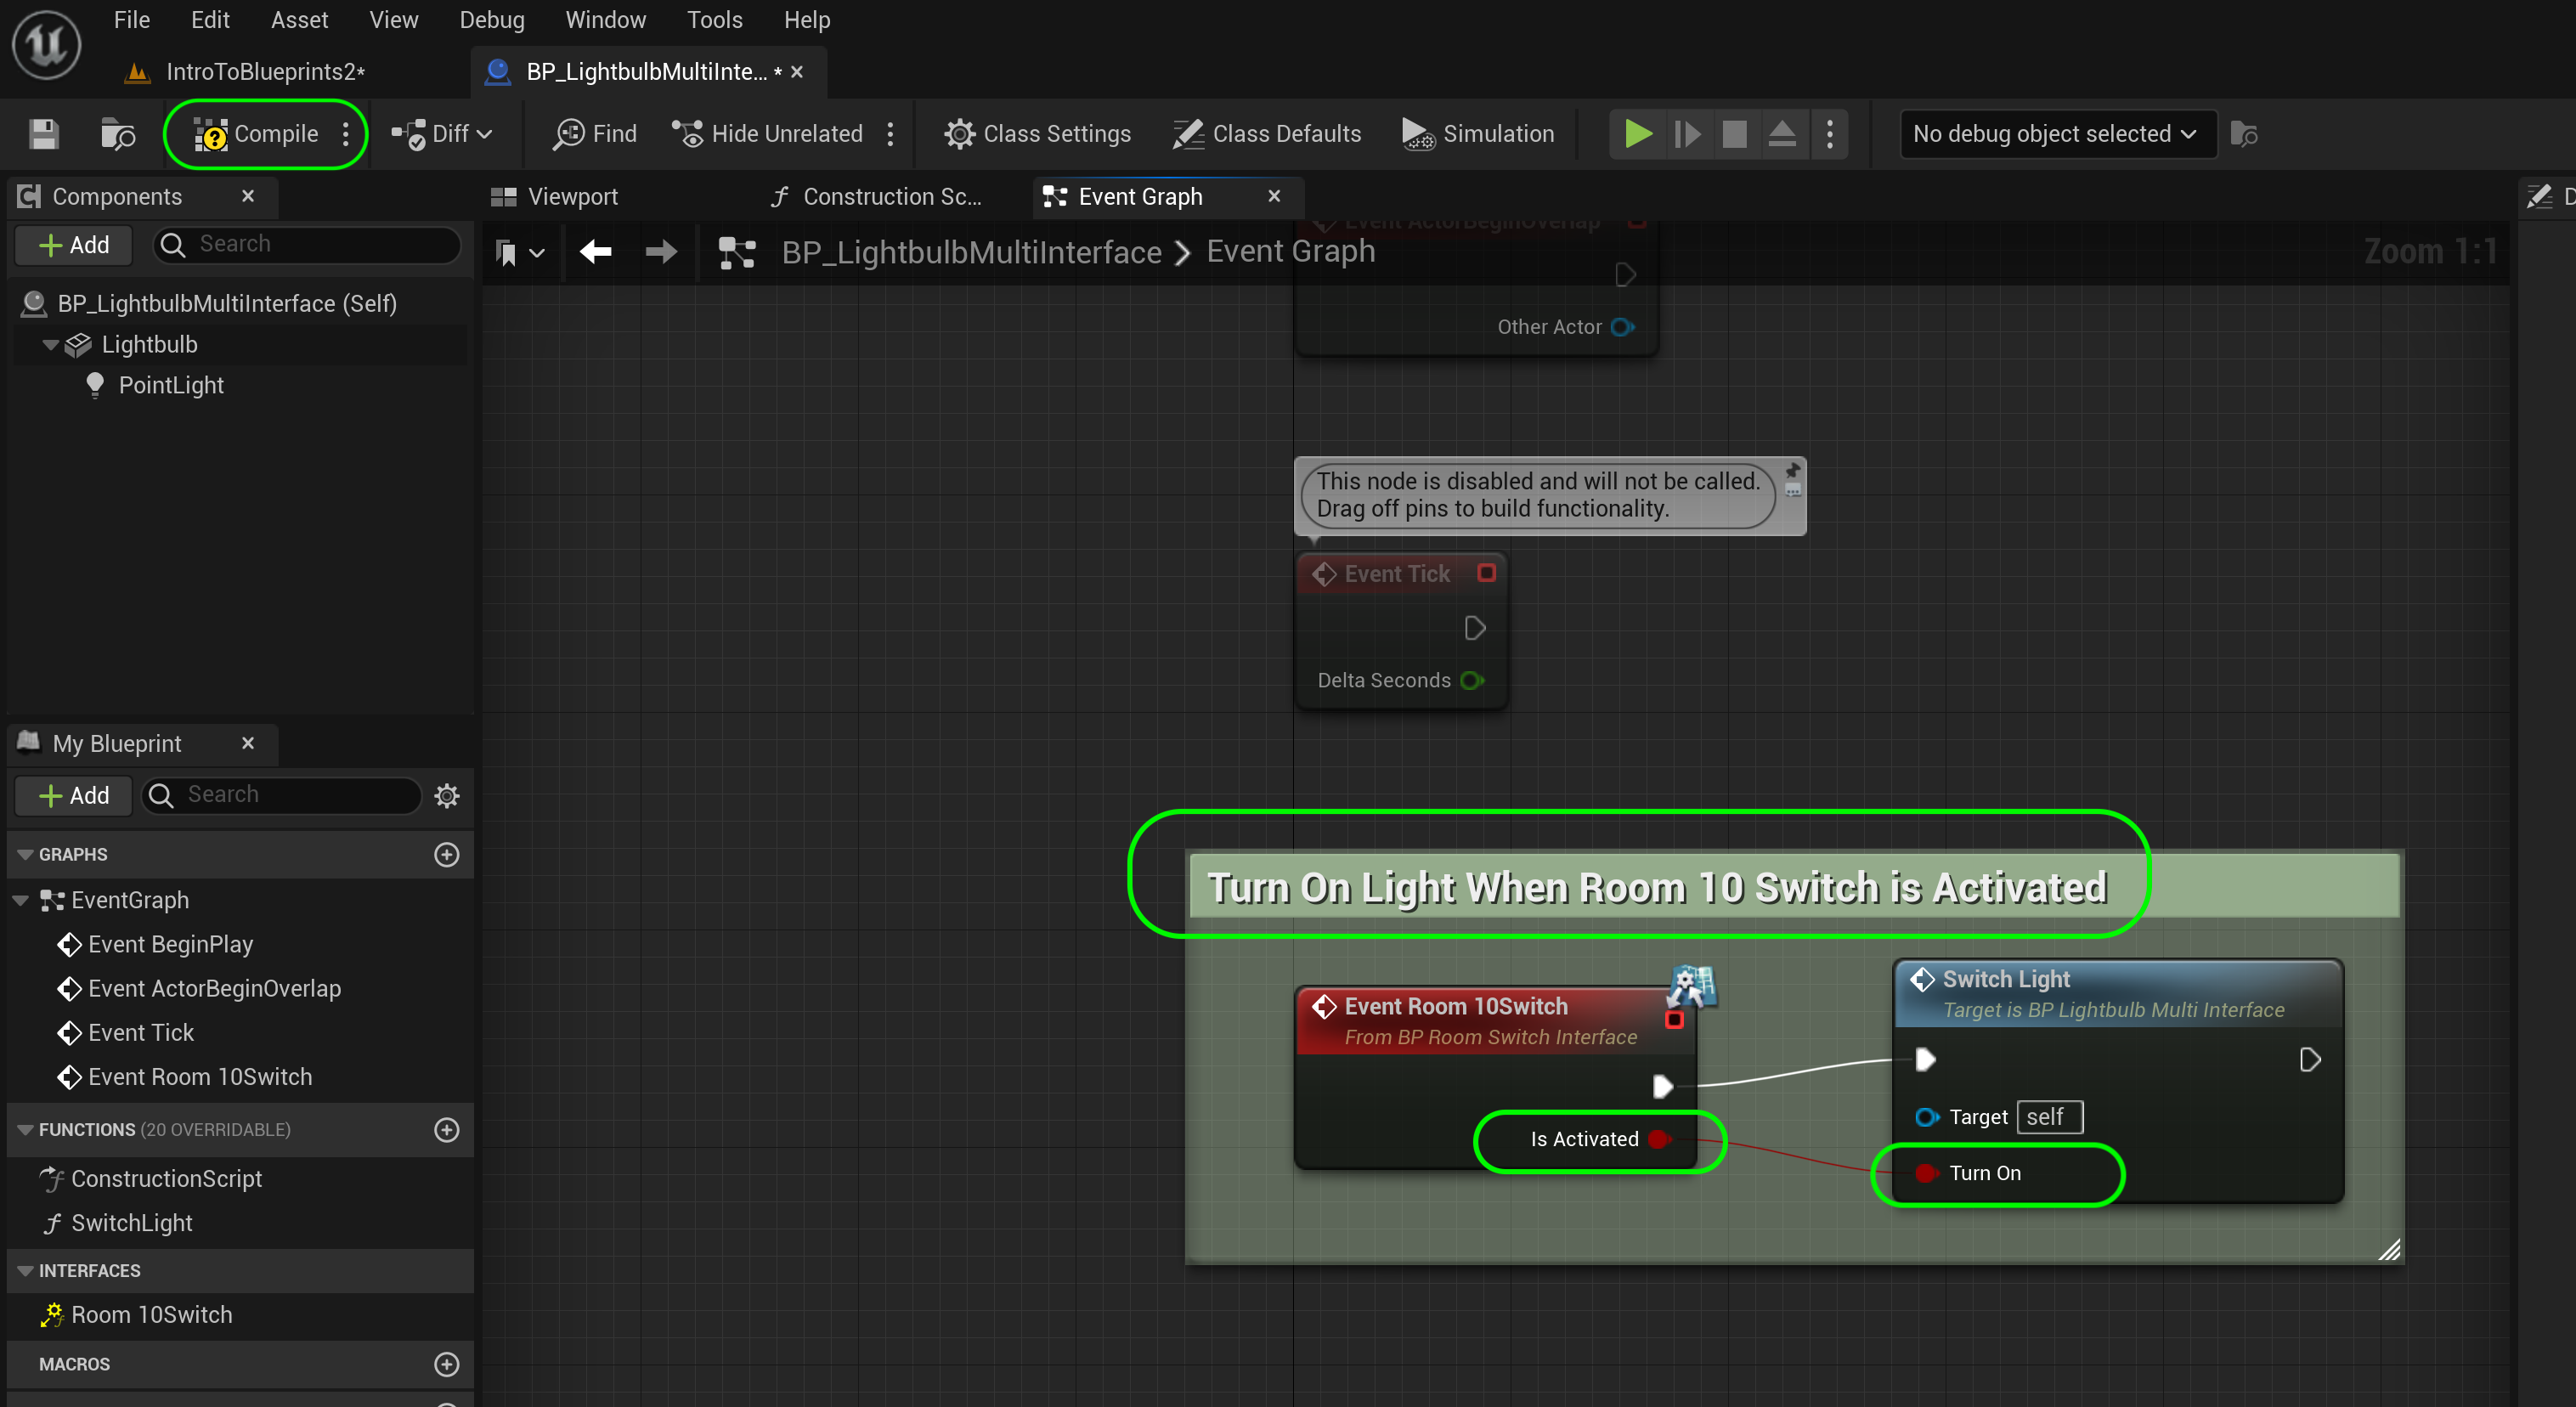 File Edit Asset View Debug Window Tools Help
IntroToBlueprints2*
BP_LightbulbMultiInte... *
Compile
Diff
Find
Hide Unrelated
Class Settings
Class Defaults
Simulation
No debug object selected
Components
Add
Search
BP_LightbulbMultiInterface (Self)
Lightbulb
PointLight
My Blueprint
Add
Search
GRAPHS
EventGraph
Event BeginPlay
Event ActorBeginOverlap
Event Tick
Event Room 10Switch
FUNCTIONS (20 OVERRIDABLE)
ConstructionScript
SwitchLight
INTERFACES
Room 10Switch
MACROS
Viewport
Construction Sc...
Event Graph
BP_LightbulbMultiInterface > Event Graph
Zoom 1:1
Event ActorBeginOverlap
Other Actor
This node is disabled and will not be called.
Drag off pins to build functionality.
Event Tick
Delta Seconds
Turn On Light When Room 10 Switch is Activated
Event Room 10Switch
From BP Room Switch Interface
Is Activated
Switch Light
Target is BP Lightbulb Multi Interface
Target self
Turn On